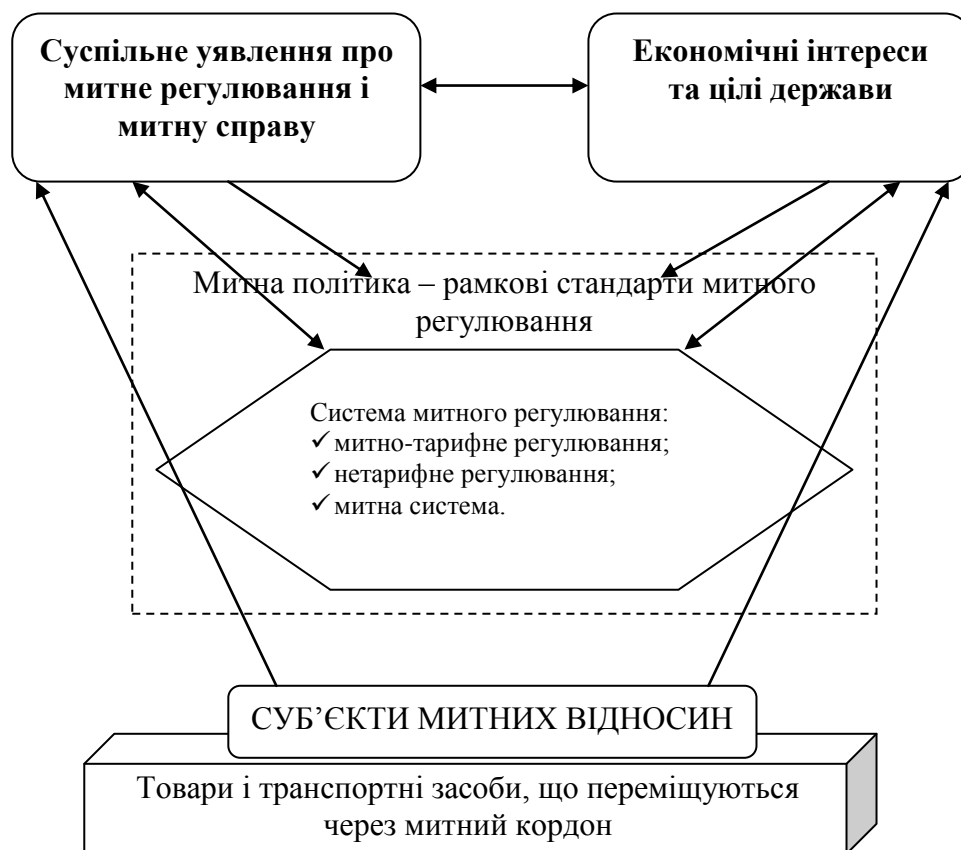 Суспільне уявлення про
митне регулювання і
митну справу
Економічні інтереси
та цілі держави
Митна політика – рамкові стандарти митного
регулювання
Система митного регулювання:
✓ митно-тарифне регулювання;
✓ нетарифне регулювання;
✓ митна система.
СУБ’ЄКТИ МИТНИХ ВІДНОСИН
Товари і транспортні засоби, що переміщуються
через митний кордон